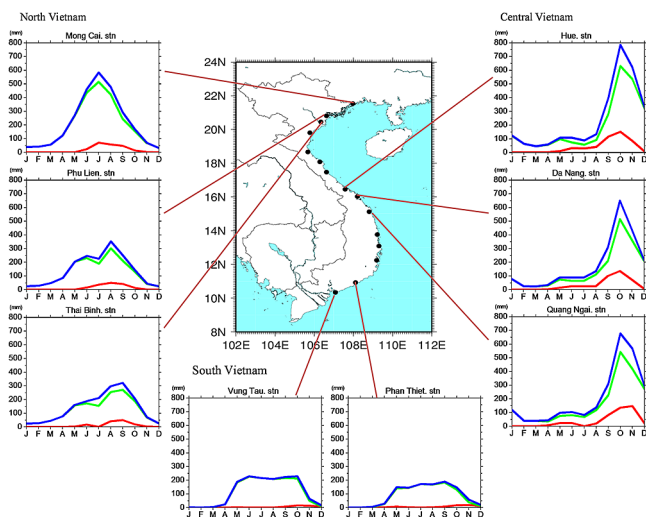 North Vietnam
Central Vietnam
(mm) Mong Cai. stn
800
700
600
500
400
300
200
100
0
J F M A M J J A S O N D
(mm) Phu Lien. stn
800
700
600
500
400
300
200
100
0
J F M A M J J A S O N D
(mm) Thai Binh. stn
800
700
600
500
400
300
200
100
0
J F M A M J J A S O N D
24N
22N
20N
18N
16N
14N
12N
10N
8N
102E 104E 106E 108E 110E 112E
(mm) Hue. stn
800
700
600
500
400
300
200
100
0
J F M A M J J A S O N D
(mm) Da Nang. stn
800
700
600
500
400
300
200
100
0
J F M A M J J A S O N D
(mm) Quang Ngai. stn
800
700
600
500
400
300
200
100
0
J F M A M J J A S O N D
South Vietnam
(mm) Vung Tau. stn
800
700
600
500
400
300
200
100
0
J F M A M J J A S O N D
(mm) Phan Thiet. stn
800
700
600
500
400
300
200
100
0
J F M A M J J A S O N D